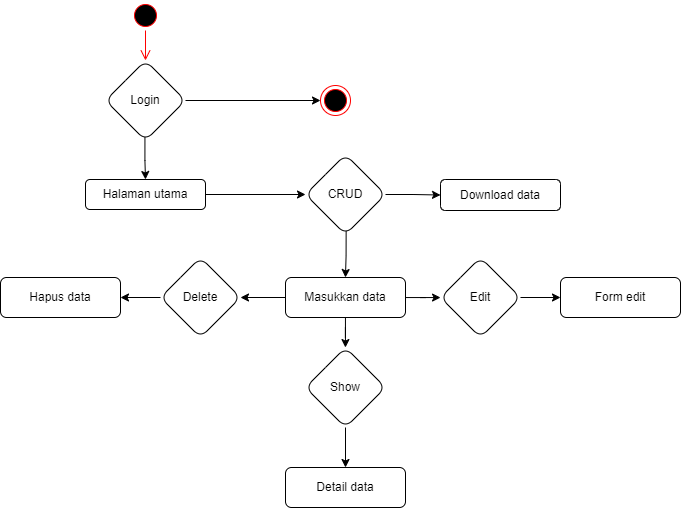 Login
Halaman utama
CRUD
Download data
Hapus data
Delete
Masukkan data
Edit
Form edit
Show
Detail data